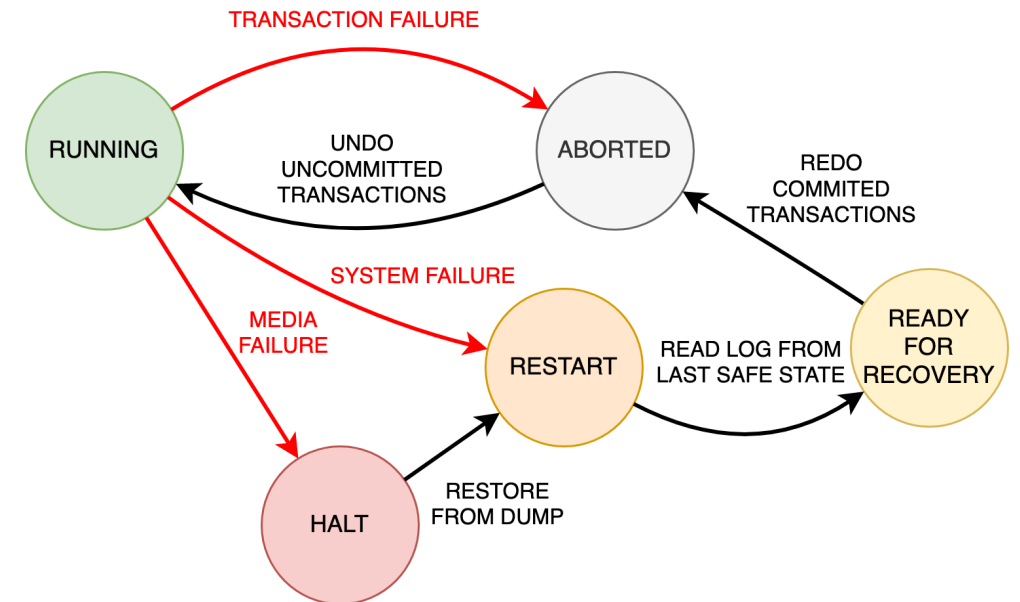 TRANSACTION FAILURE
RUNNING
UNDO
UNCOMMITTED
TRANSACTIONS
ABORTED
REDO
COMMITED
TRANSACTIONS
SYSTEM FAILURE
MEDIA
FAILURE
RESTART
READ LOG FROM
LAST SAFE STATE
READY
FOR
RECOVERY
HALT
RESTORE
FROM DUMP